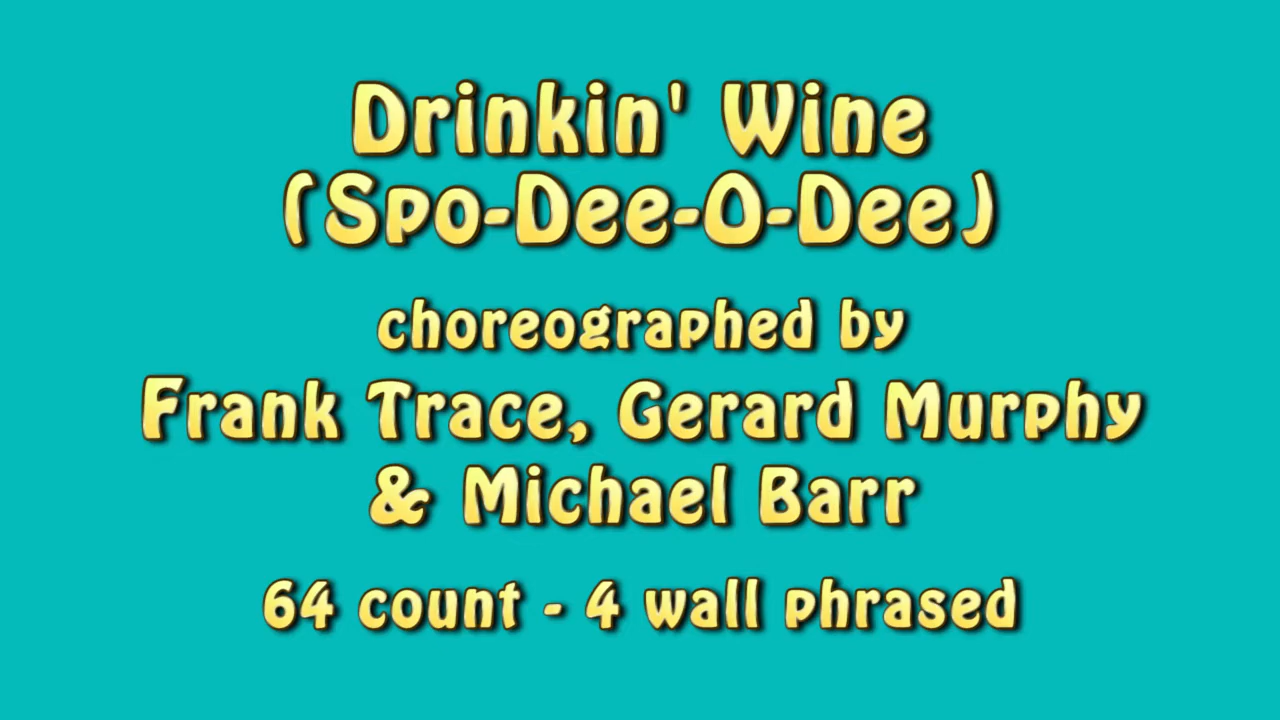 Drinkin' Wine
(Spo-Dee-O-Dee)
choreographed by
Frank Trace, Gerard Murphy
& Michael Barr
64 count - 4 wall phrased